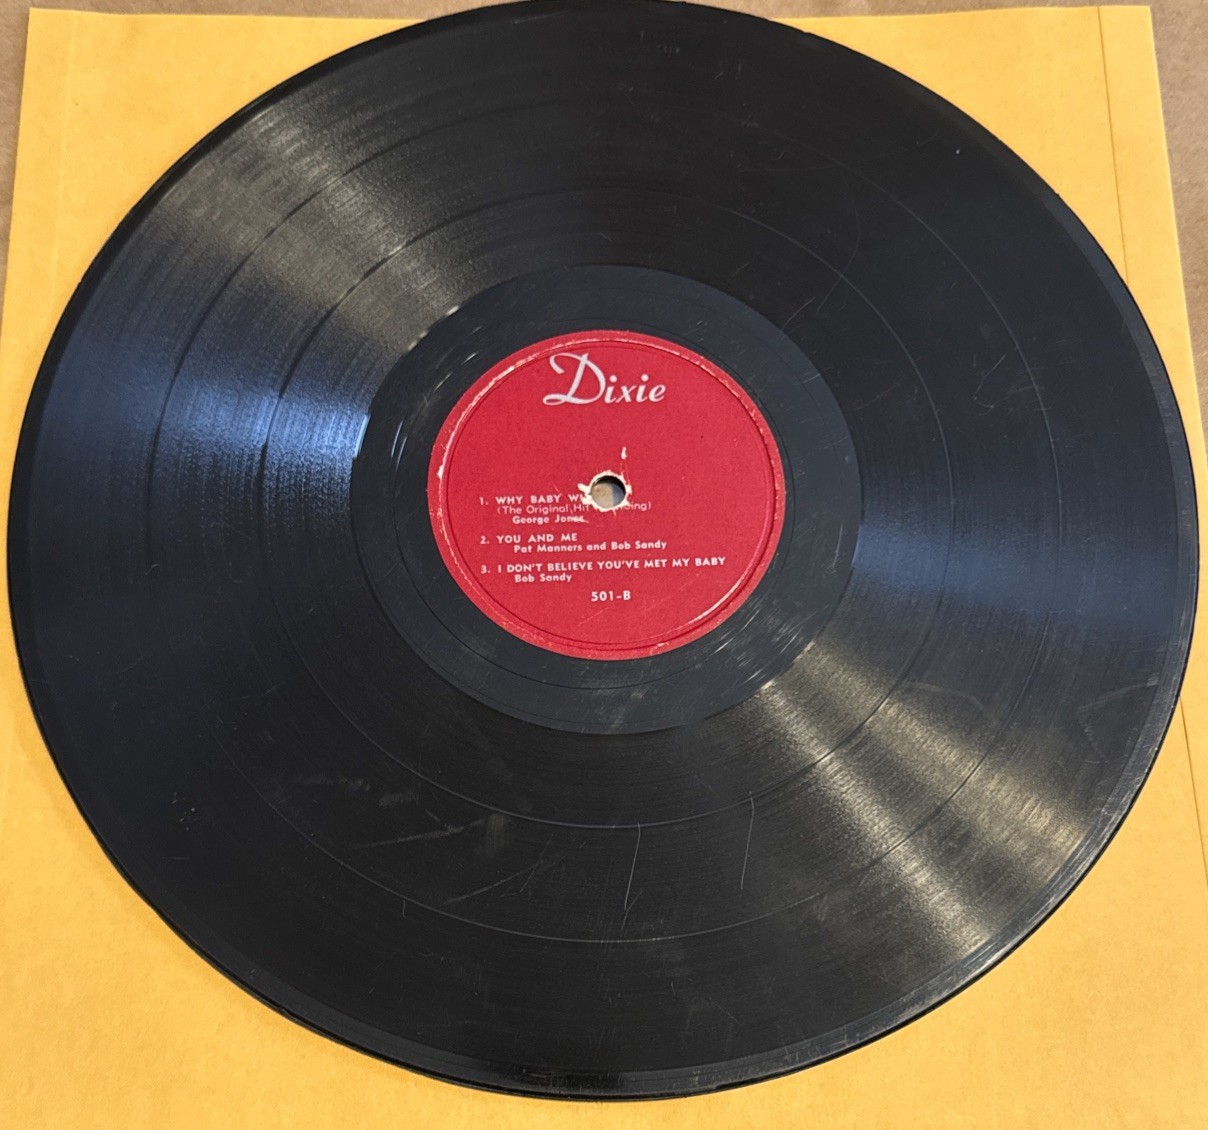 Dixie
1. WHY BABY
(The Original Hit
George Jones
2. YOU AND ME
Pat Manners and Bob Sandy
3. I DON'T BELIEVE YOU'VE MET MY BABY
Bob Sandy
501-B